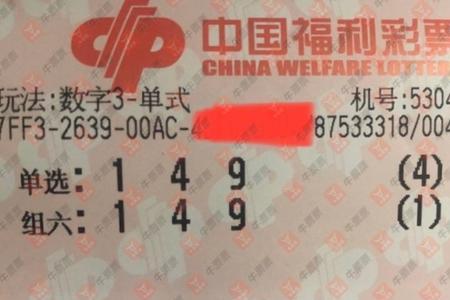 中国福利彩票
CHINA WELFARE LOTTE
玩法:数字3-单式 机号:5304
7FF3-2639-00AC-4 87533318/004
单选: 1 4 9 (4)
组六: 1 4 9 (1)